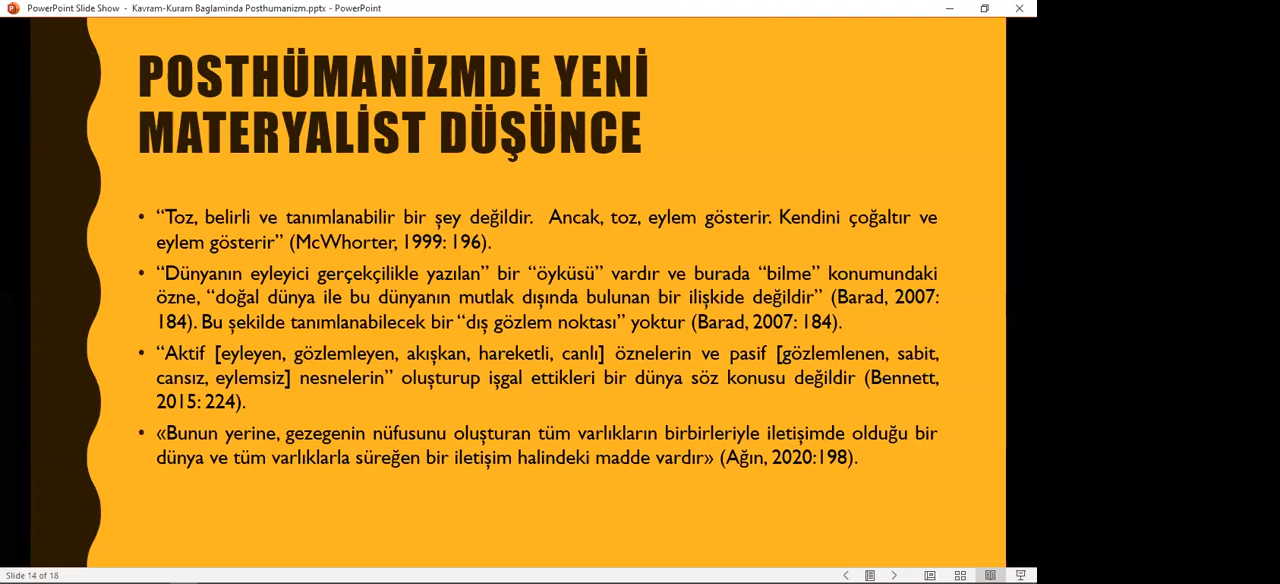 PowerPoint Slide Show - Kavram-Kuram Baglaminda Posthumanizm.pptx - PowerPoint
POSTHÜMANİZMDE YENİ
MATERYALİST DÜŞÜNCE
• “Toz, belirli ve tanımlanabilir bir şey değildir. Ancak, toz, eylem gösterir. Kendini çoğaltır ve
eylem gösterir” (McWhorter, 1999: 196).
• “Dünyanın eyleyici gerçekçilikle yazılan” bir “öyküsü” vardır ve burada “bilme” konumundaki
özne, “doğal dünya ile bu dünyanın mutlak dışında bulunan bir ilişkide değildir” (Barad, 2007:
184). Bu şekilde tanımlanabilecek bir “dış gözlem noktası” yoktur (Barad, 2007: 184).
• “Aktif [eyleyen, gözlemleyen, akışkan, hareketli, canlı] öznelerin ve pasif [gözlemlenen, sabit,
cansız, eylemsiz] nesnelerin” oluşturup işgal ettikleri bir dünya söz konusu değildir (Bennett,
2015: 224).
• «Bunun yerine, gezegenin nüfusunu oluşturan tüm varlıkların birbirleriyle iletişimde olduğu bir
dünya ve tüm varlıklarla süreğen bir iletişim halindeki madde vardır» (Ağın, 2020:198).
Slide 14 of 18